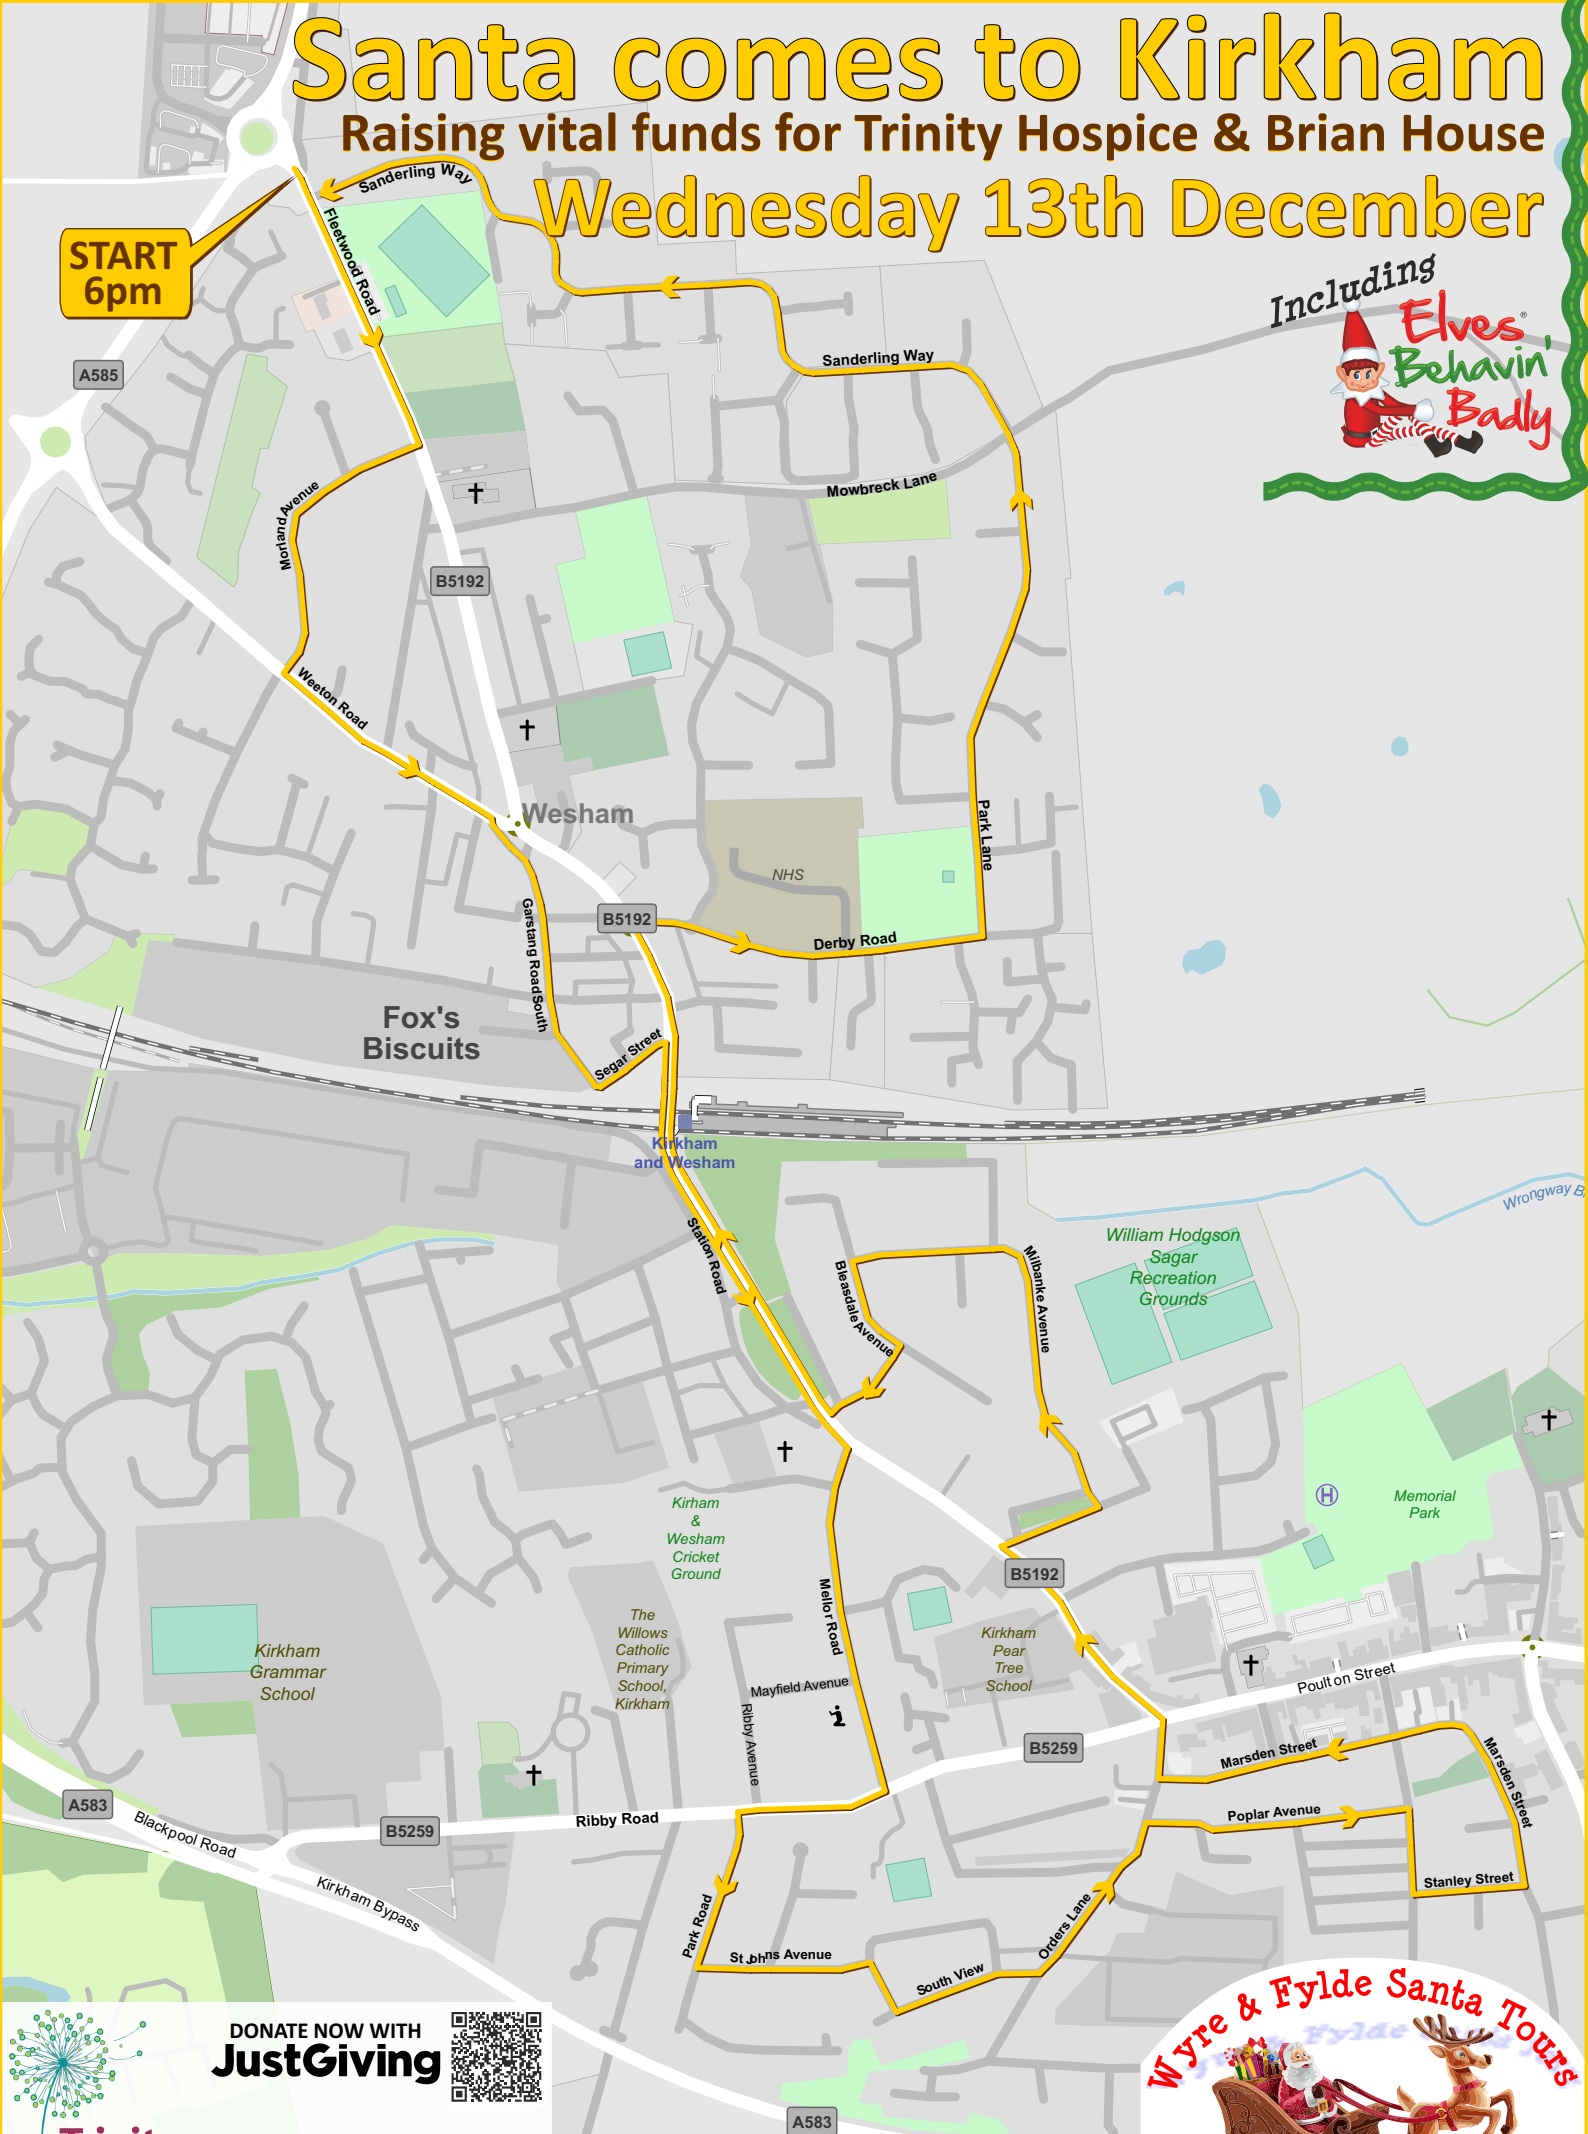 Santa comes to Kirkham
Raising vital funds for Trinity Hospice & Brian House
Wednesday 13th December
START
6pm
Including
Elves®
Behavin'
Badly
Sanderling Way
Fleetwood Road
A585
Sanderling Way
Mowbreck Lane
Morland Avenue
B5192
Weeton Road
Wesham
Park Lane
NHS
B5192
Derby Road
Garstang Road South
Fox's
Biscuits
Segar Street
Kirkham
and Wesham
Wrongway B
Station Road
Bleasdale Avenue
Milbanke Avenue
William Hodgson
Sagar
Recreation
Grounds
Memorial
Park
H
Kirham
&
Wesham
Cricket
Ground
B5192
Mellor Road
The
Willows
Catholic
Primary
School,
Kirkham
Kirkham
Grammar
School
Kirkham
Pear
Tree
School
Mayfield Avenue
Ribby Avenue
i
Poulton Street
B5259
Marsden Street
Marsden Street
A583
Blackpool Road
B5259
Ribby Road
Poplar Avenue
Stanley Street
Kirkham Bypass
Park Road
St Johns Avenue
South View
Orders Lane
Wyre & Fylde Santa Tours
DONATE NOW WITH
JustGiving
A583